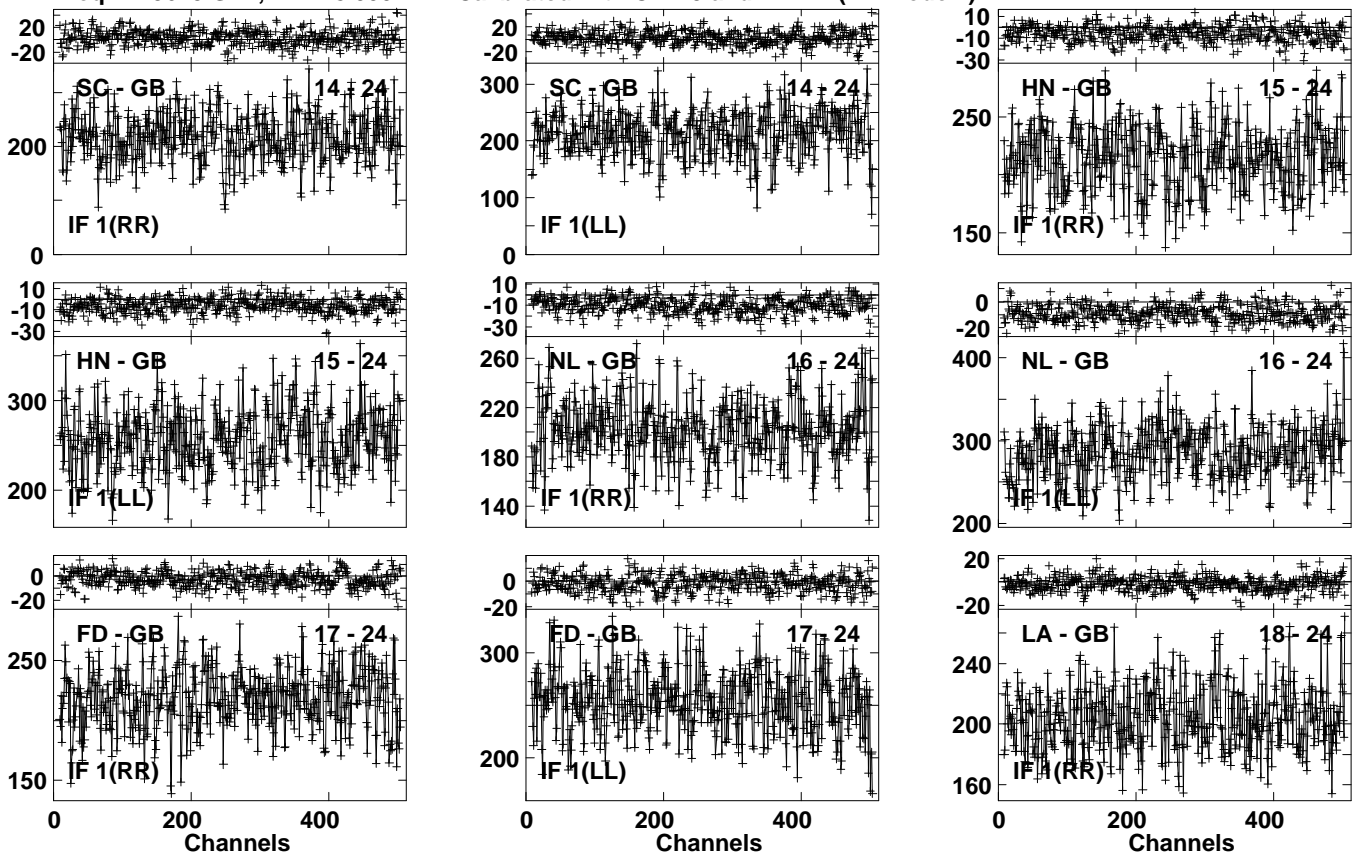 20
-20
SC - GB 14 - 24
200
IF 1(RR)
0
20
-20
300
SC - GB 14 - 24
200
100
IF 1(LL)
0
10
-10
-30
HN - GB 15 - 24
250
150
IF 1(RR)
10
-10
-30
HN - GB 15 - 24
300
200
IF 1(LL)
10
-10
-30
260
NL - GB 16 - 24
220
180
140
IF 1(RR)
0
-20
400
NL - GB 16 - 24
300
200
IF 1(LL)
0
-20
FD - GB 17 - 24
250
150
IF 1(RR)
0 200 400
Channels
0
-20
FD - GB 17 - 24
300
200
IF 1(LL)
0 200 400
Channels
20
-20
LA - GB 18 - 24
240
200
160
IF 1(RR)
0 200 400
Channels